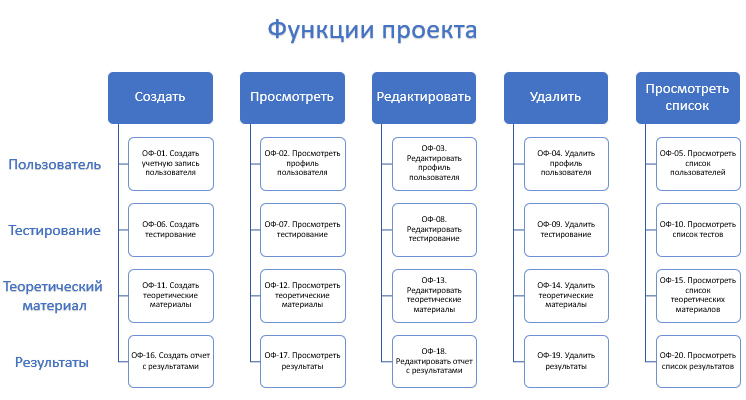 Функции проекта
Создать
Просмотреть
Редактировать
Удалить
Просмотреть
список
Пользователь
ОФ-01. Создать
учетную запись
пользователя
ОФ-02. Просмотреть
профиль
пользователя
ОФ-03.
Редактировать
профиль
пользователя
ОФ-04. Удалить
профиль
пользователя
ОФ-05. Просмотреть
список
пользователей
Тестирование
ОФ-06. Создать
тестирование
ОФ-07. Просмотреть
тестирование
ОФ-08.
Редактировать
тестирование
ОФ-09. Удалить
тестирование
ОФ-10. Просмотреть
список тестов
Теоретический
материал
ОФ-11. Создать
теоретические
материалы
ОФ-12. Просмотреть
теоретические
материалы
ОФ-13.
Редактировать
теоретические
материалы
ОФ-14. Удалить
теоретические
материалы
ОФ-15. Просмотреть
список
теоретических
материалов
Результаты
ОФ-16. Создать отчет
с результатами
ОФ-17. Просмотреть
результаты
ОФ-18.
Редактировать отчет
с результатами
ОФ-19. Удалить
результаты
ОФ-20. Просмотреть
список результатов